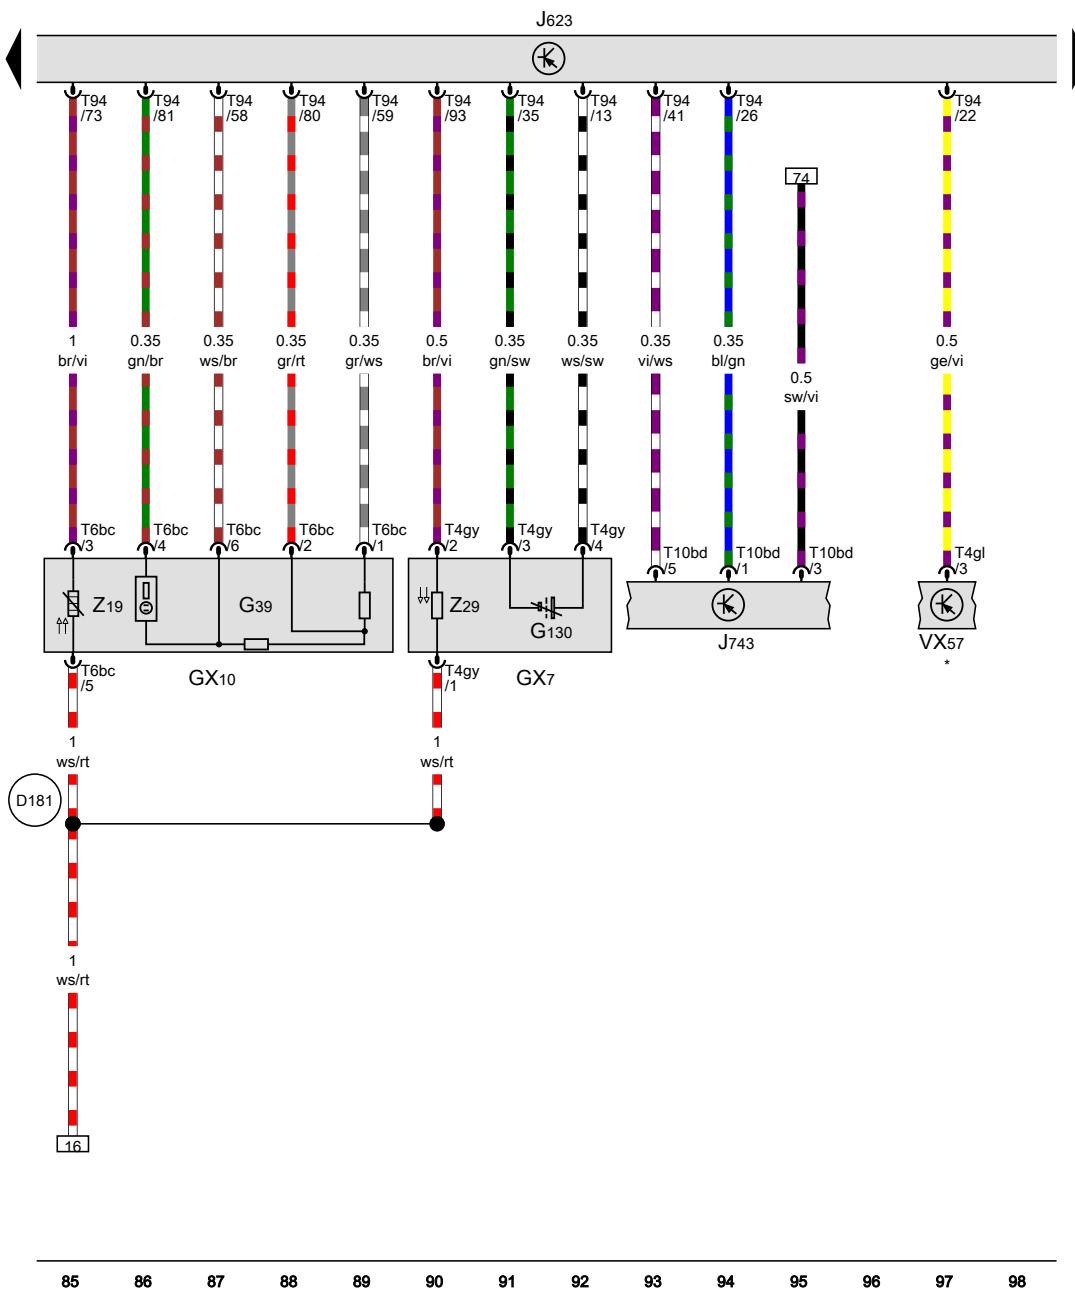 J623
T94 T94 T94 T94 T94 T94 T94 T94 T94 T94 T94
/73 /81 /58 /80 /59 /93 /35 /13 /41 /26 /22
74
1 0.35 0.35 0.35 0.35 0.5 0.35 0.35 0.35 0.35 0.5
br/vi gn/br ws/br gr/rt gr/ws br/vi gn/sw ws/sw vi/ws bl/gn ge/vi
0.5
sw/vi
T6bc T6bc T6bc T6bc T6bc T4gy T4gy T4gy
/3 /4 /6 /2 /1 /2 /3 /4
T10bd T10bd T10bd T4gl
/5 /1 /3 /3
Z19 G39 Z29
G130
J743 VX57
*
T6bc T4gy
/5 /1
GX10 GX7
1 1
ws/rt ws/rt
D181
1
ws/rt
16
85 86 87 88 89 90 91 92 93 94 95 96 97 98